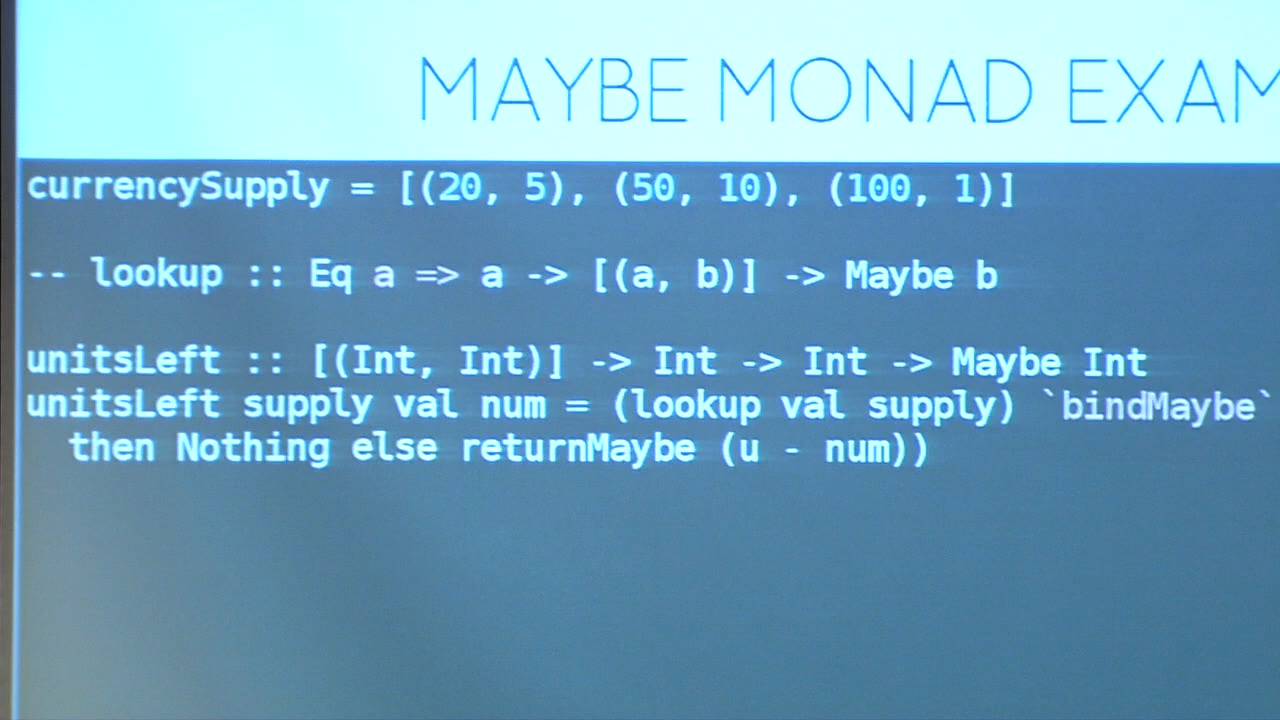 MAYBE MONAD EXAM
currencySupply = [(20, 5), (50, 10), (100, 1)]
-- lookup :: Eq a => a -> [(a, b)] -> Maybe b
unitsLeft :: [(Int, Int)] -> Int -> Int -> Maybe Int
unitsLeft supply val num = (lookup val supply) `bindMaybe`
then Nothing else returnMaybe (u - num))